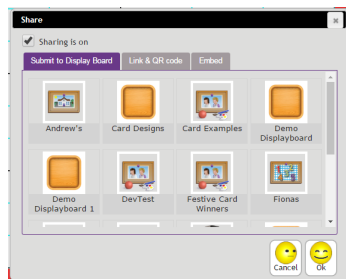 Share
Sharing is on
Submit to Display Board
Link & QR code
Embed
Andrew's
Card Designs
Card Examples
Demo
Displayboard
Demo
Displayboard 1
DevTest
Festive Card
Winners
Fionas
Cancel
Ok